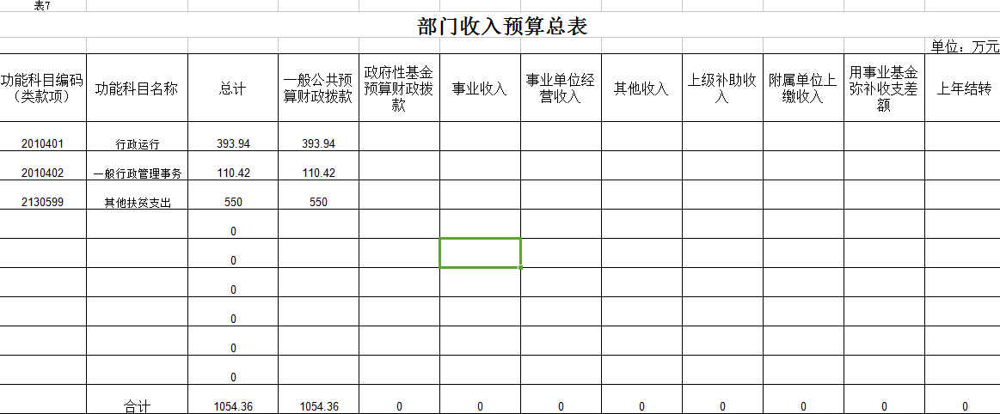 表7
部门收入预算总表
单位：万元
功能科目编码（类款项） 功能科目名称 总计 一般公共预算财政拨款 政府性基金预算财政拨款 事业收入 事业单位经营收入 其他收入 上级补助收入 附属单位上缴收入 用事业基金弥补收支差额 上年结转
2010401 行政运行 393.94 393.94
2010402 一般行政管理事务 110.42 110.42
2130599 其他扶贫支出 550 550
0
0
0
0
0
0
合计 1054.36 1054.36 0 0 0 0 0 0 0 0